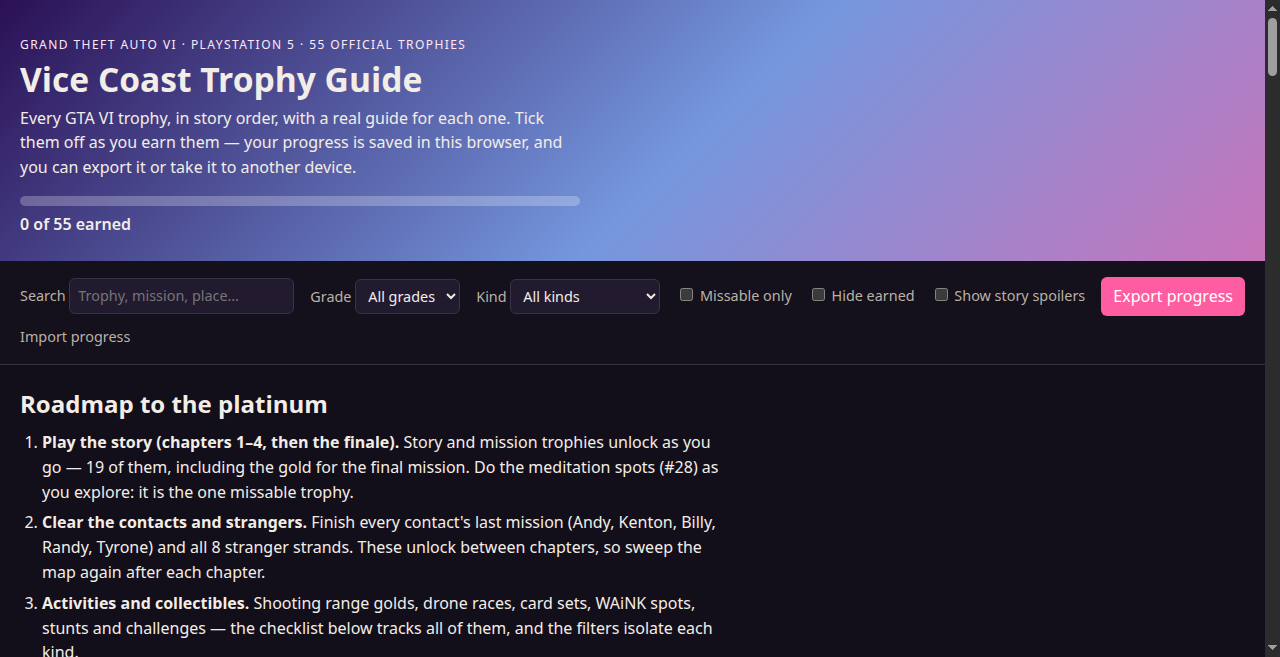 GRAND THEFT AUTO VI · PLAYSTATION 5 · 55 OFFICIAL TROPHIES
Vice Coast Trophy Guide
Every GTA VI trophy, in story order, with a real guide for each one. Tick
them off as you earn them — your progress is saved in this browser, and
you can export it or take it to another device.
0 of 55 earned
Search Trophy, mission, place... Grade All grades Kind All kinds Missable only Hide earned Show story spoilers Export progress
Import progress
Roadmap to the platinum
1. Play the story (chapters 1–4, then the finale). Story and mission trophies unlock as you
go — 19 of them, including the gold for the final mission. Do the meditation spots (#28) as
you explore: it is the one missable trophy.
2. Clear the contacts and strangers. Finish every contact's last mission (Andy, Kenton, Billy,
Randy, Tyrone) and all 8 stranger strands. These unlock between chapters, so sweep the
map again after each chapter.
3. Activities and collectibles. Shooting range golds, drone races, card sets, WAiNK spots,
stunts and challenges — the checklist below tracks all of them, and the filters isolate each
kind.